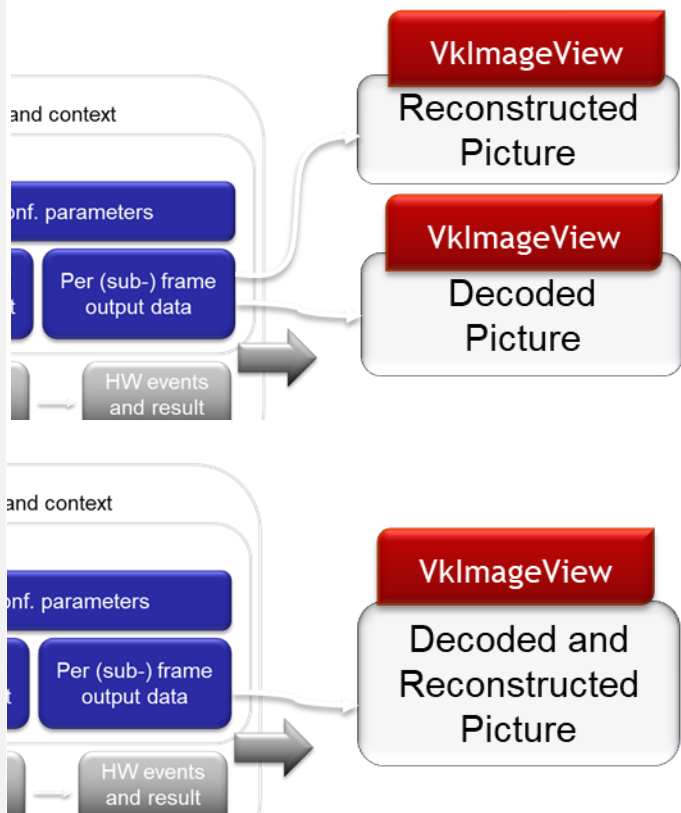 VkImageView
Reconstructed
Picture
and context
onf. parameters
VkImageView
Per (sub-) frame
output data
t
Decoded
Picture
HW events
and result
and context
VkImageView
onf. parameters
Decoded and
Reconstructed
Picture
Per (sub-) frame
output data
t
HW events
and result